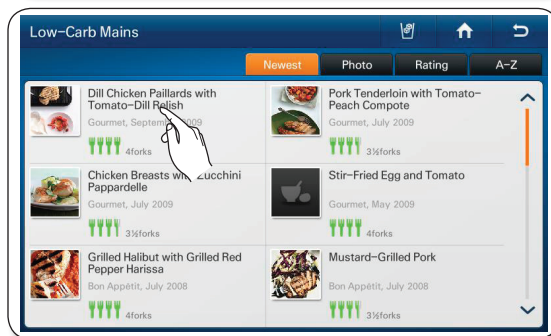 Low-Carb Mains
Newest Photo Rating A-Z
Dill Chicken Paillards with
Tomato-Dill Relish
Gourmet, September 2009
4forks
Pork Tenderloin with Tomato-
Peach Compote
Gourmet, July 2009
3½forks
Chicken Breasts with Zucchini
Pappardelle
Gourmet, July 2009
3½forks
Stir-Fried Egg and Tomato
Gourmet, May 2009
4forks
Grilled Halibut with Grilled Red
Pepper Harissa
Bon Appétit, July 2008
4forks
Mustard-Grilled Pork
Bon Appétit, July 2008
3½forks